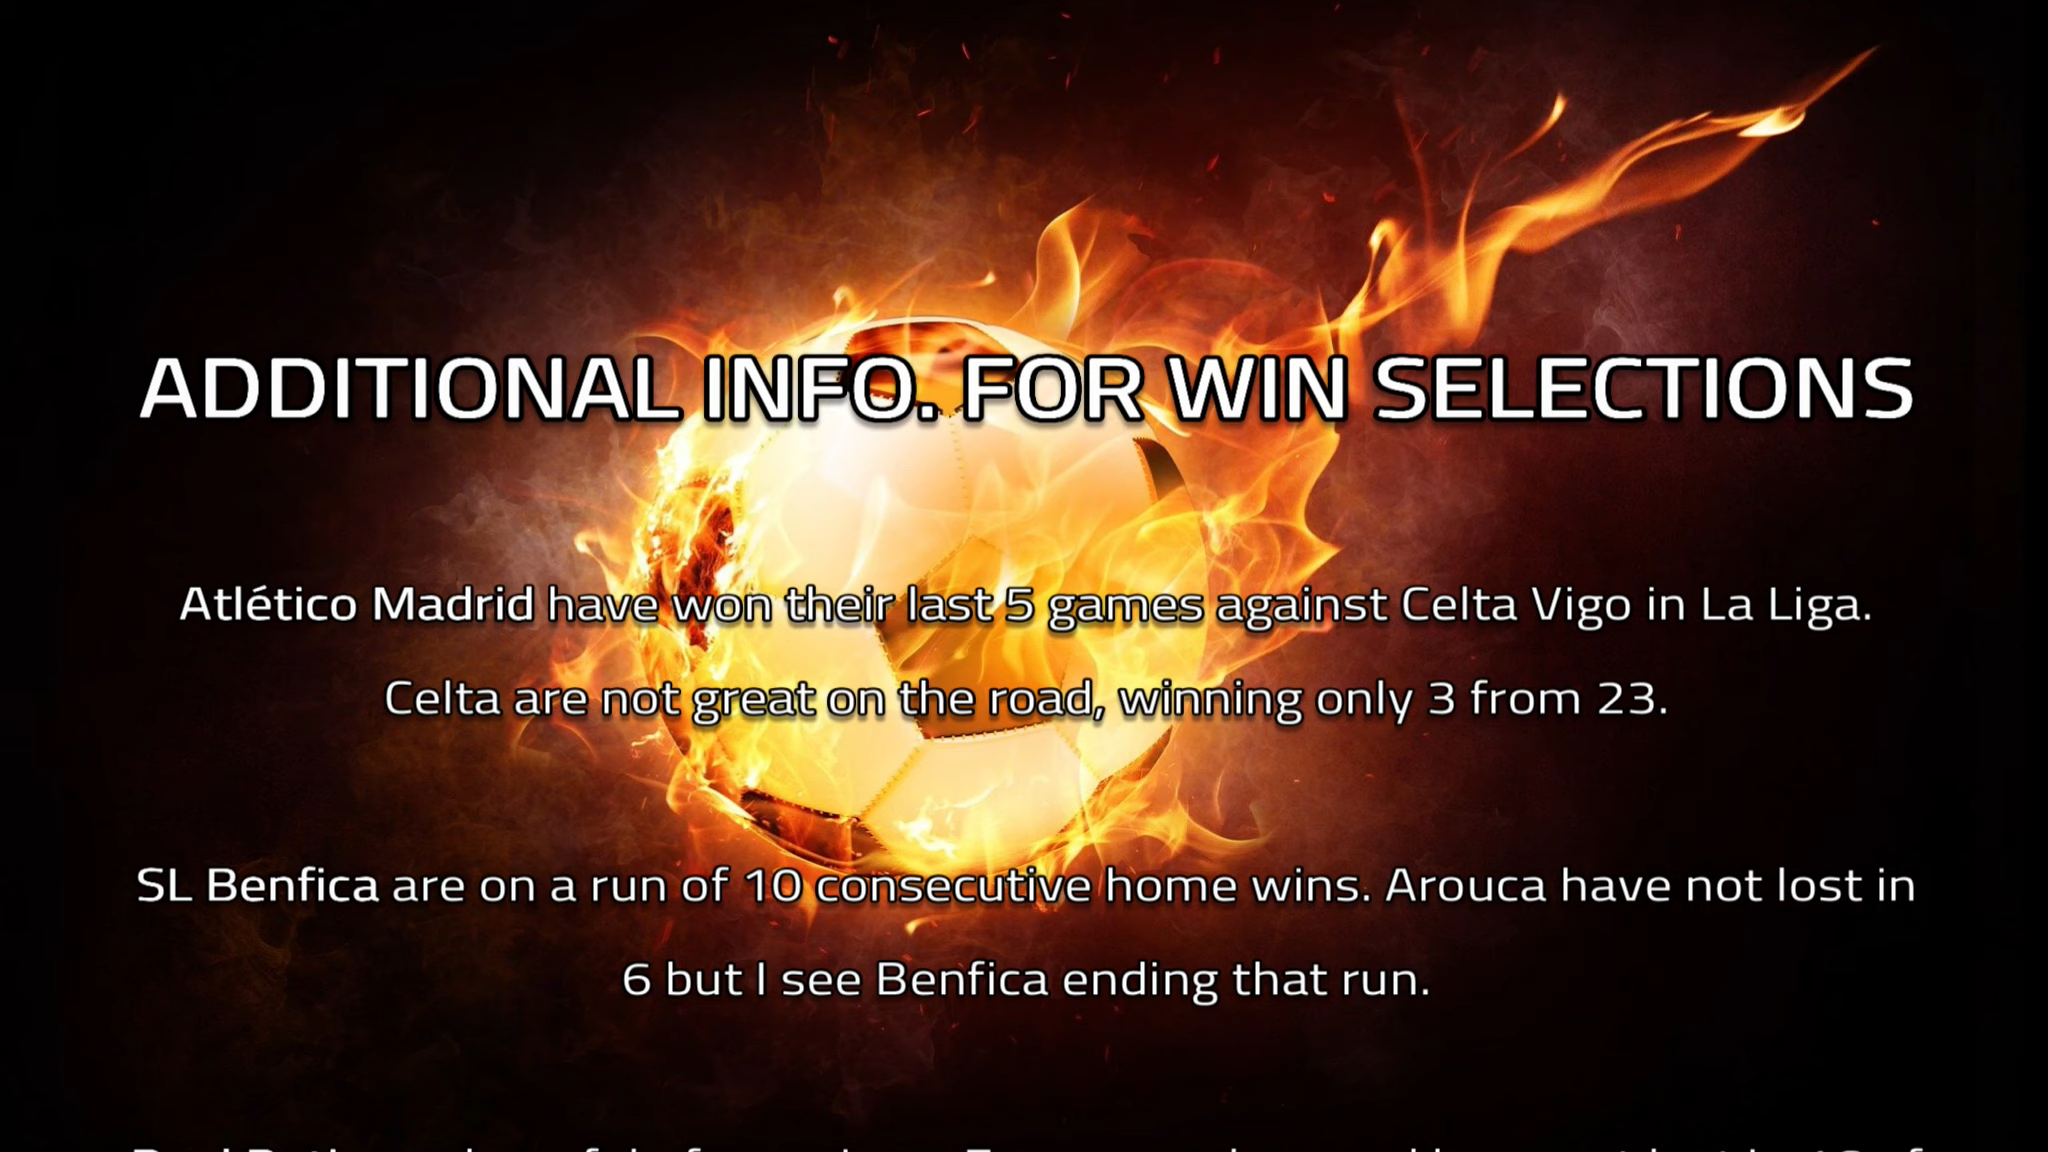 ADDITIONAL INFO. FOR WIN SELECTIONS
Atlético Madrid have won their last 5 games against Celta Vigo in La Liga.
Celta are not great on the road, winning only 3 from 23.
SL Benfica are on a run of 10 consecutive home wins. Arouca have not lost in
6 but I see Benfica ending that run.